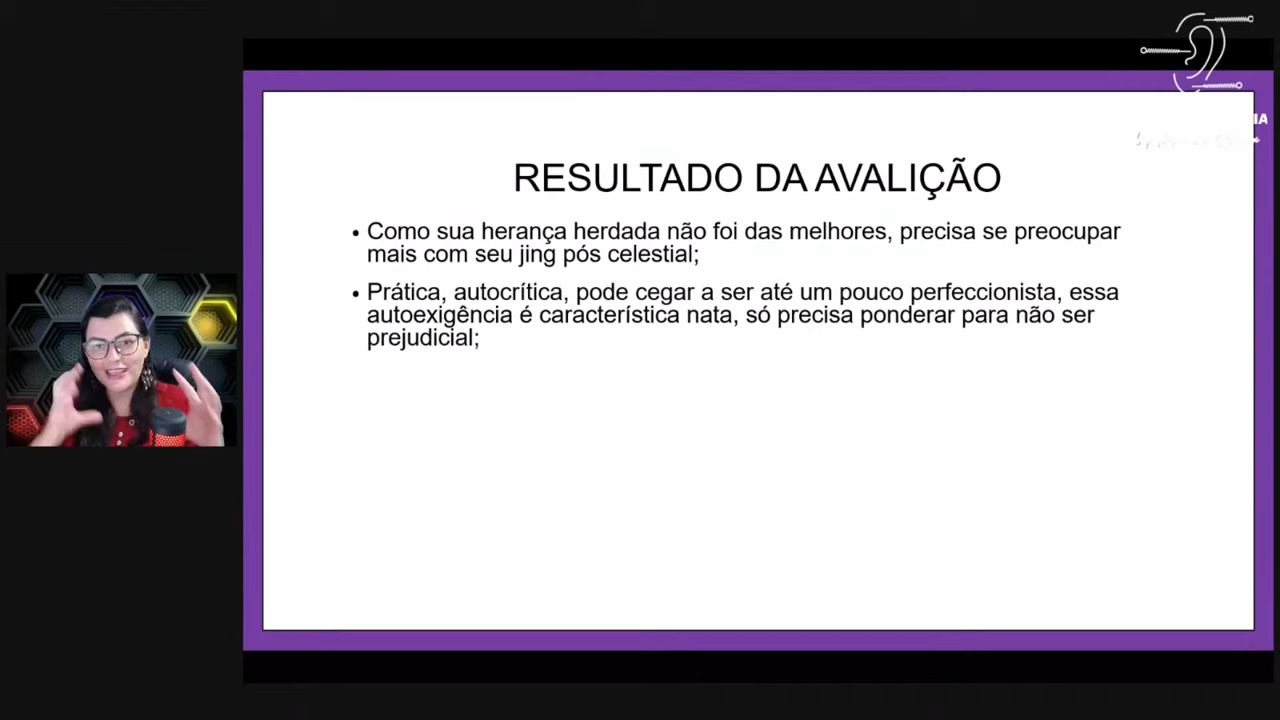 RESULTADO DA AVALIÇÃO
• Como sua herança herdada não foi das melhores, precisa se preocupar
mais com seu jing pós celestial;
• Prática, autocrítica, pode cegar a ser até um pouco perfeccionista, essa
autoexigência é característica nata, só precisa ponderar para não ser
prejudicial;